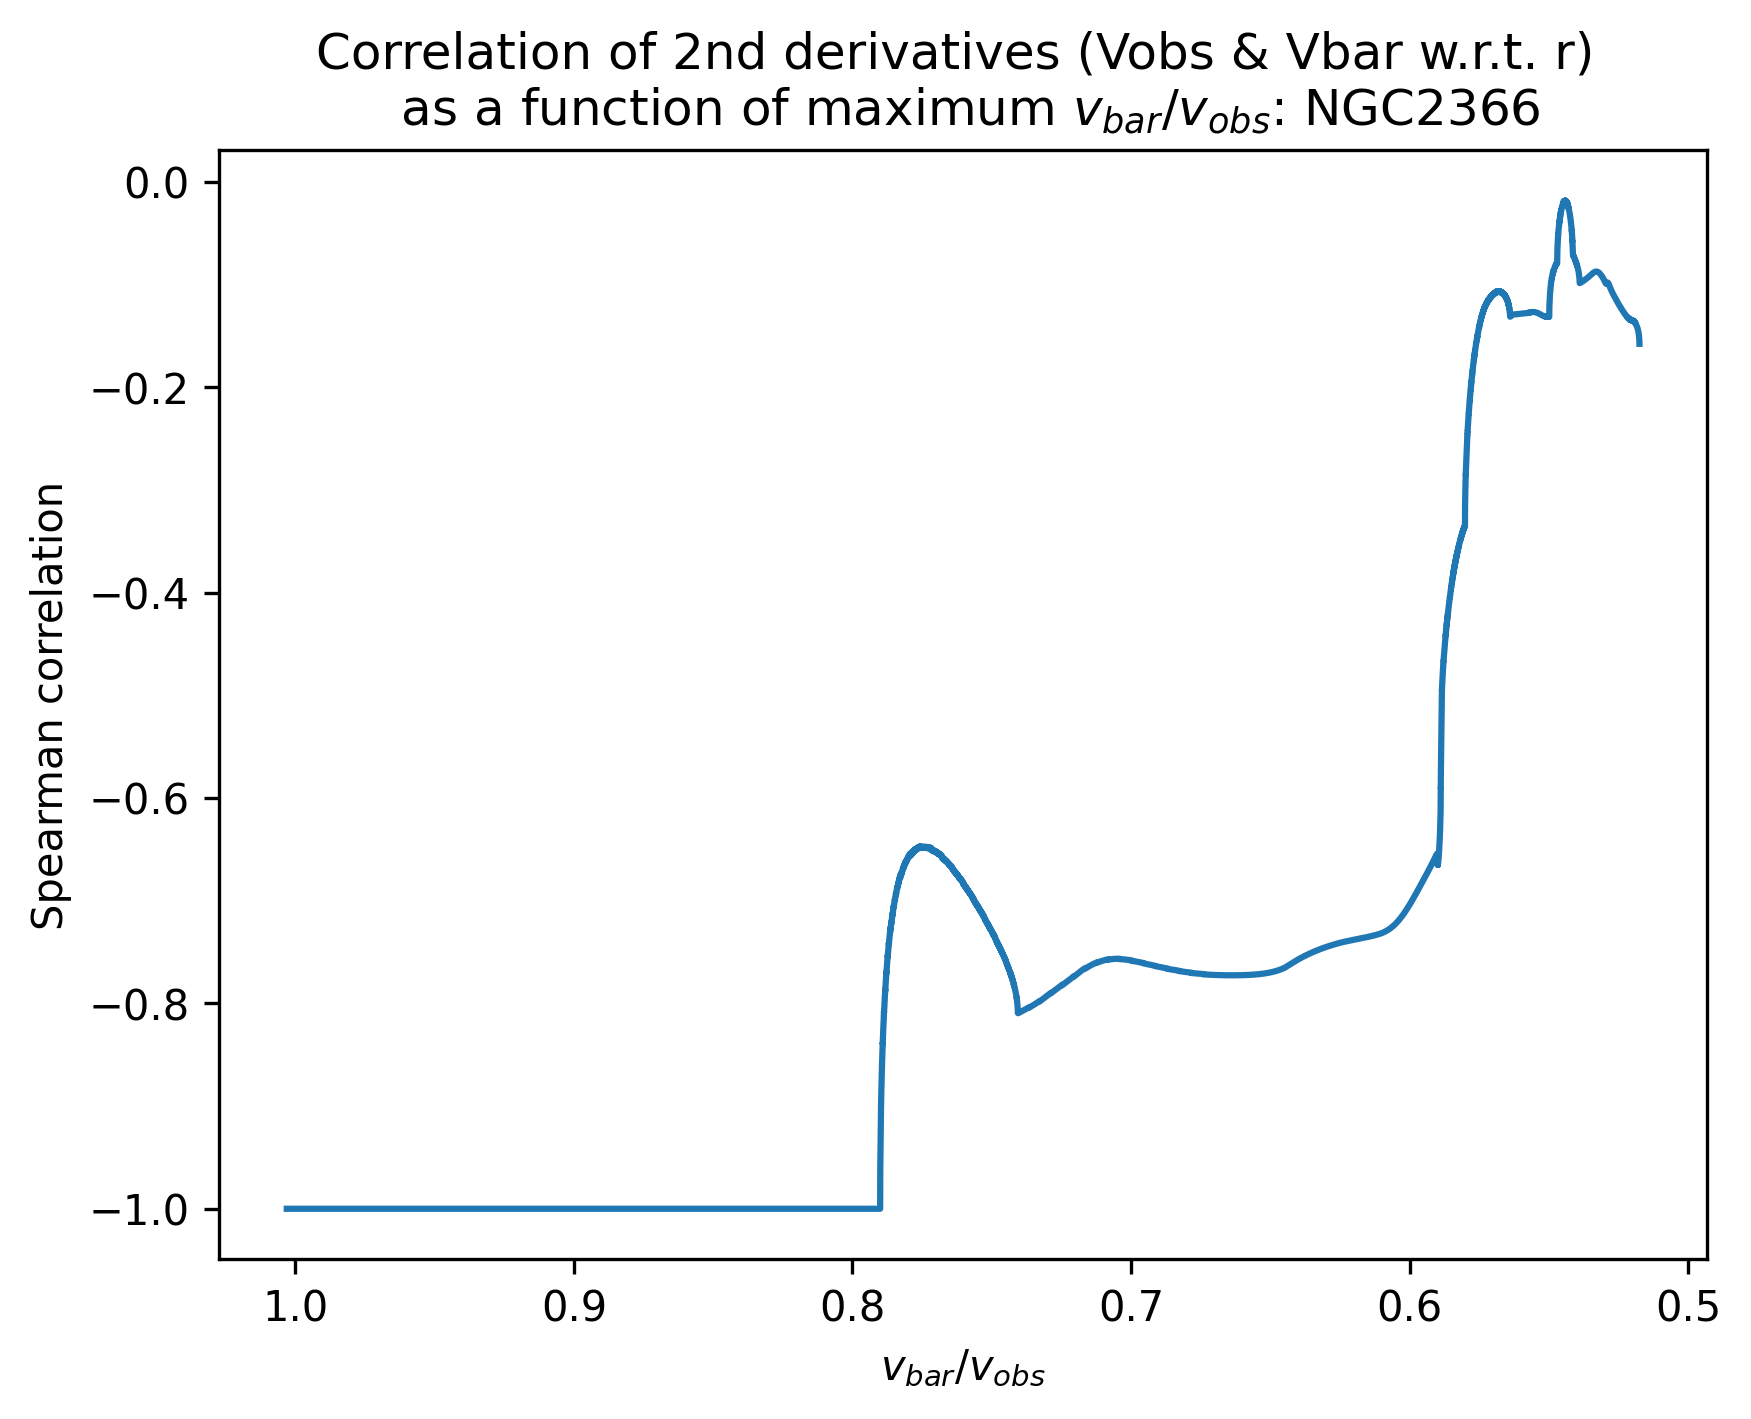 Correlation of 2nd derivatives (Vobs & Vbar w.r.t. r)
as a function of maximum v_bar/v_obs: NGC2366
0.0
−0.2
−0.4
−0.6
−0.8
−1.0
Spearman correlation
1.0 0.9 0.8 0.7 0.6 0.5
v_bar/v_obs